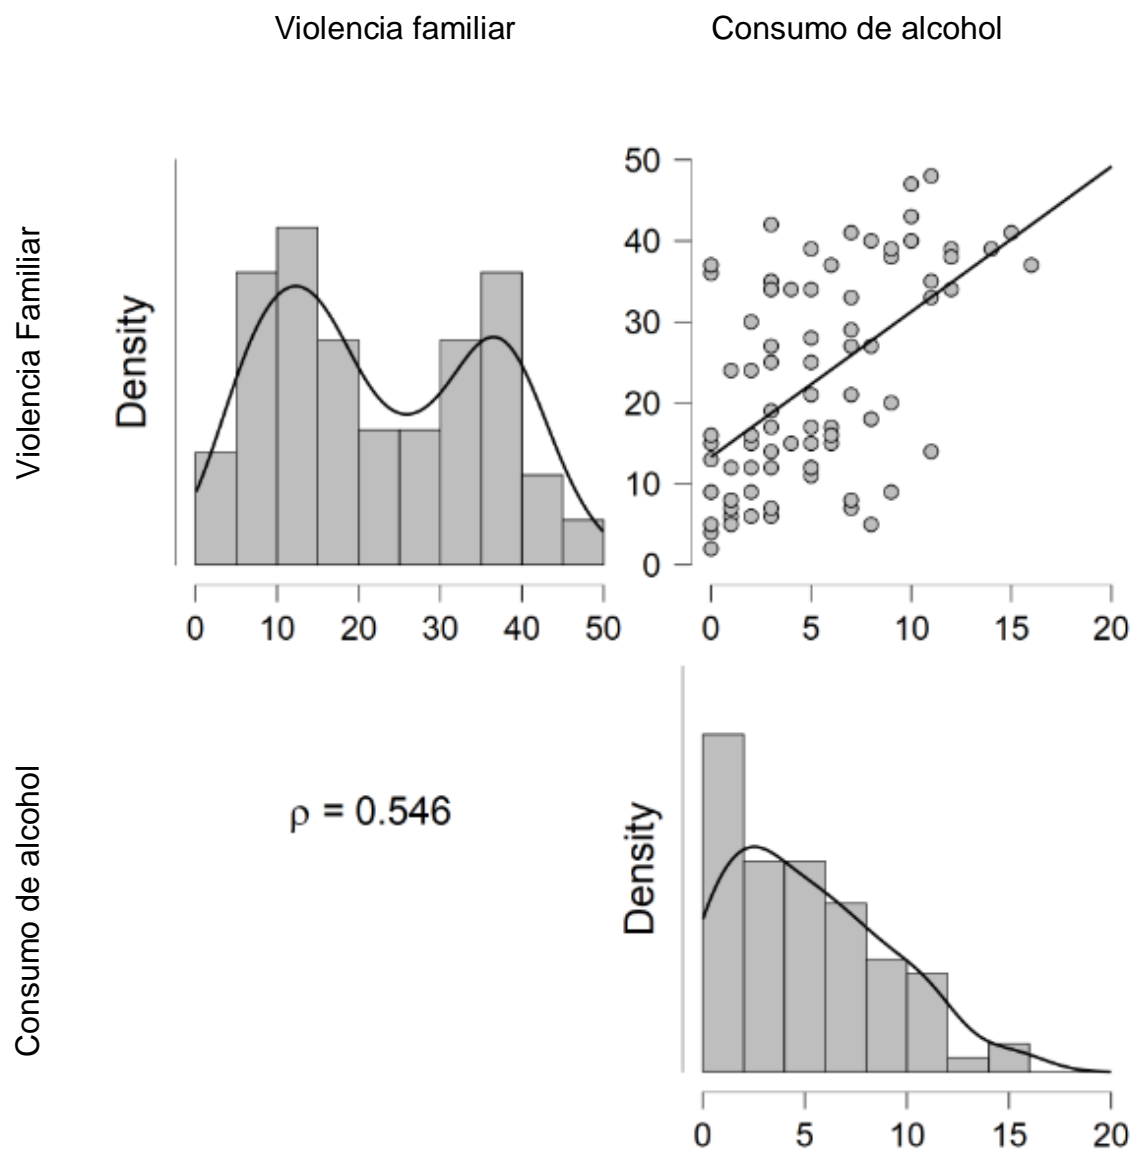 Violencia familiar
Consumo de alcohol
Violencia Familiar
Density
0 10 20 30 40 50
50
40
30
20
10
0
0 5 10 15 20
Consumo de alcohol
ρ = 0.546
Density
0 5 10 15 20